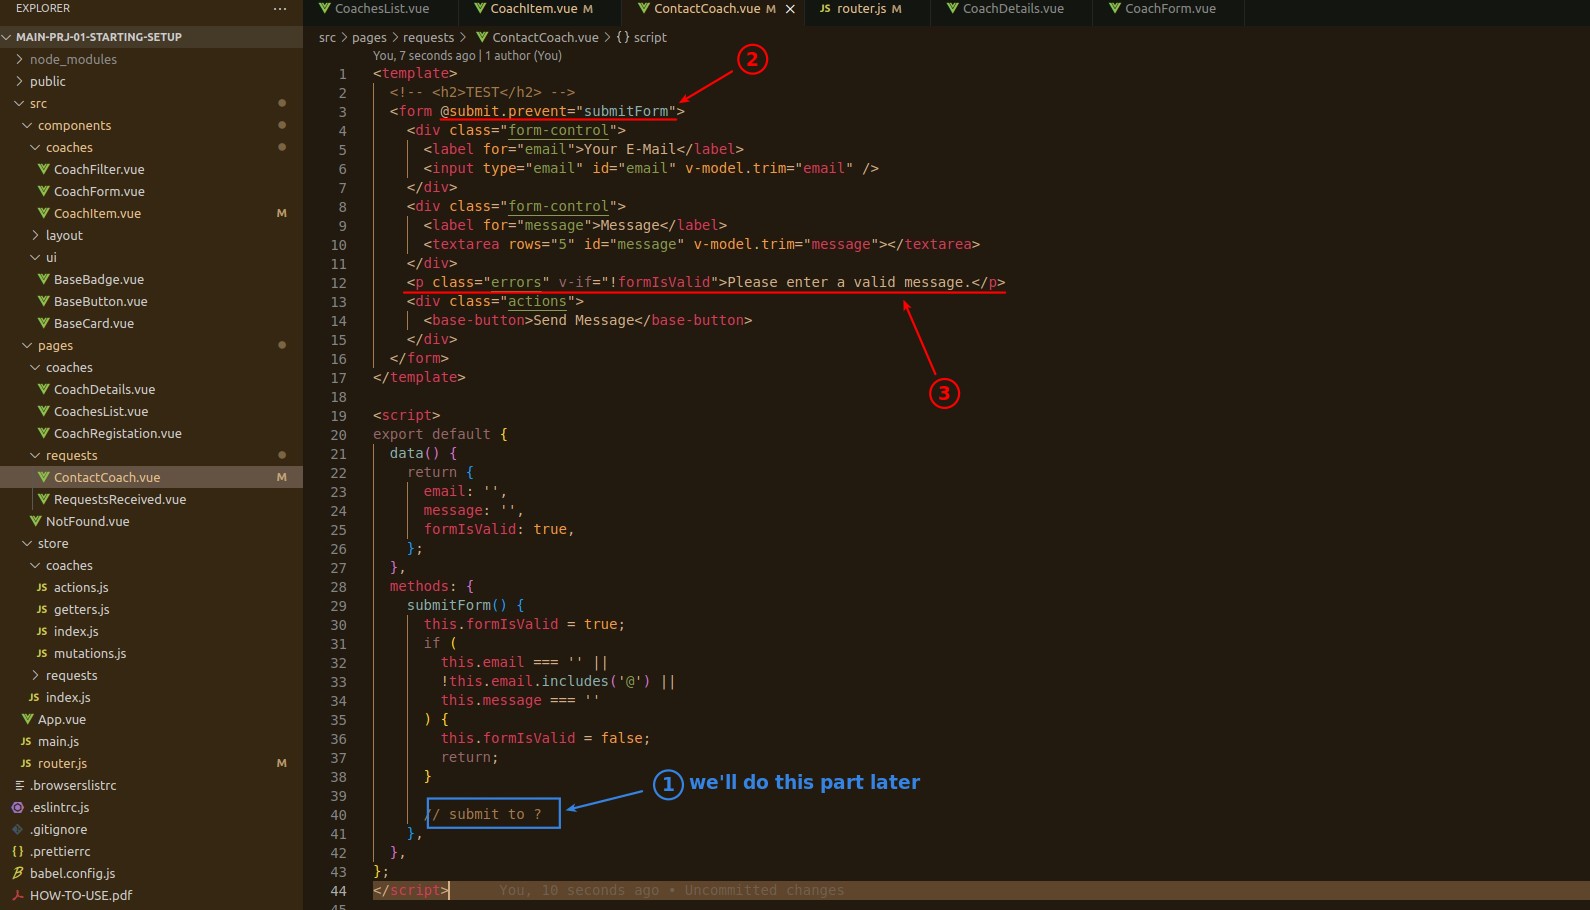 EXPLORER
···
CoachesList.vue
CoachItem.vue M
ContactCoach.vue M
router.js M
CoachDetails.vue
CoachForm.vue
MAIN-PRJ-01-STARTING-SETUP
node_modules
public
src
components
coaches
CoachFilter.vue
CoachForm.vue
CoachItem.vue M
layout
ui
BaseBadge.vue
BaseButton.vue
BaseCard.vue
pages
coaches
CoachDetails.vue
CoachesList.vue
CoachRegistation.vue
requests
ContactCoach.vue M
RequestsReceived.vue
NotFound.vue
store
coaches
JS actions.js
JS getters.js
JS index.js
JS mutations.js
requests
JS index.js
App.vue
JS main.js
JS router.js M
.browserslistrc
.eslintrc.js
.gitignore
{} .prettierrc
babel.config.js
HOW-TO-USE.pdf
src > pages > requests > ContactCoach.vue > {} script
You, 7 seconds ago | 1 author (You)
1 <template>
2 <!-- <h2>TEST</h2> -->
3 <form @submit.prevent="submitForm">
4 <div class="form-control">
5 <label for="email">Your E-Mail</label>
6 <input type="email" id="email" v-model.trim="email" />
7 </div>
8 <div class="form-control">
9 <label for="message">Message</label>
10 <textarea rows="5" id="message" v-model.trim="message"></textarea>
11 </div>
12 <p class="errors" v-if="!formIsValid">Please enter a valid message.</p>
13 <div class="actions">
14 <base-button>Send Message</base-button>
15 </div>
16 </form>
17 </template>
18
19 <script>
20 export default {
21 data() {
22 return {
23 email: '',
24 message: '',
25 formIsValid: true,
26 };
27 },
28 methods: {
29 submitForm() {
30 this.formIsValid = true;
31 if (
32 this.email === '' ||
33 !this.email.includes('@') ||
34 this.message === ''
35 ) {
36 this.formIsValid = false;
37 return;
38 }
39
40 // submit to ?
41 },
42 },
43 };
44 </script> You, 10 seconds ago • Uncommitted changes
45
2
3
1 we'll do this part later